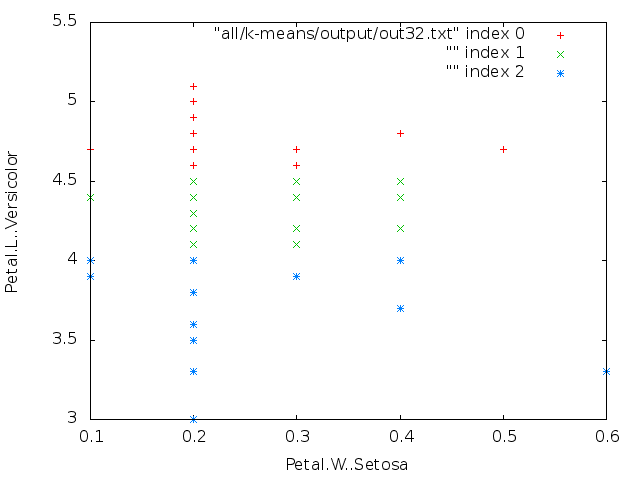 "all/k-means/output/out32.txt" index 0
"" index 1
"" index 2
5.5
5
4.5
4
3.5
3
Petal.L..Versicolor
0.1 0.2 0.3 0.4 0.5 0.6
Petal.W..Setosa